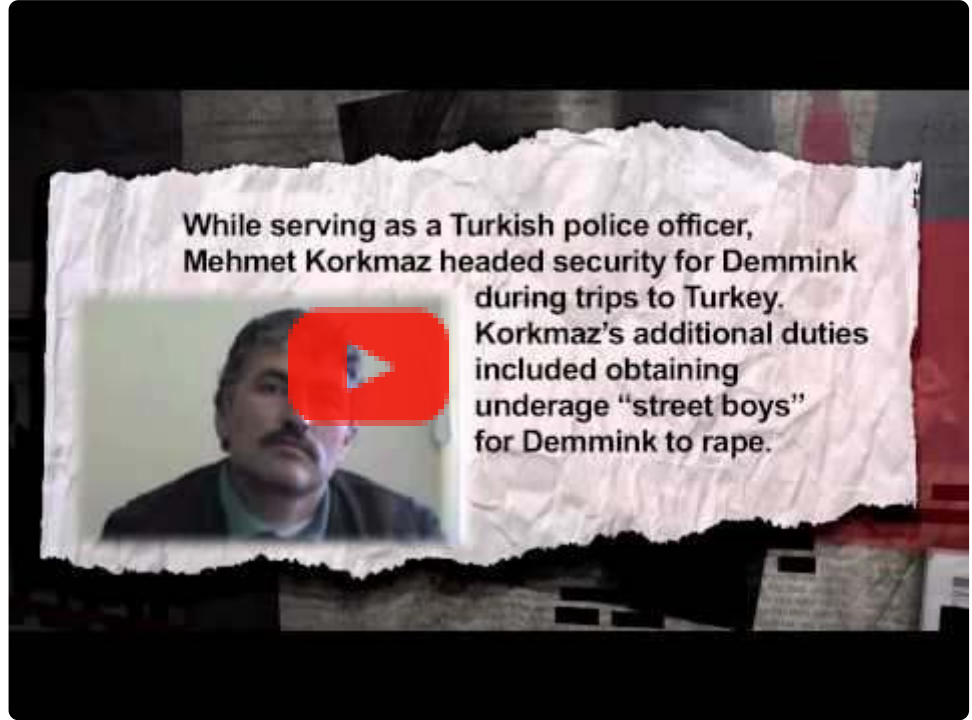 While serving as a Turkish police officer,
Mehmet Korkmaz headed security for Demmink
during trips to Turkey.
Korkmaz's additional duties
included obtaining
underage “street boys”
for Demmink to rape.